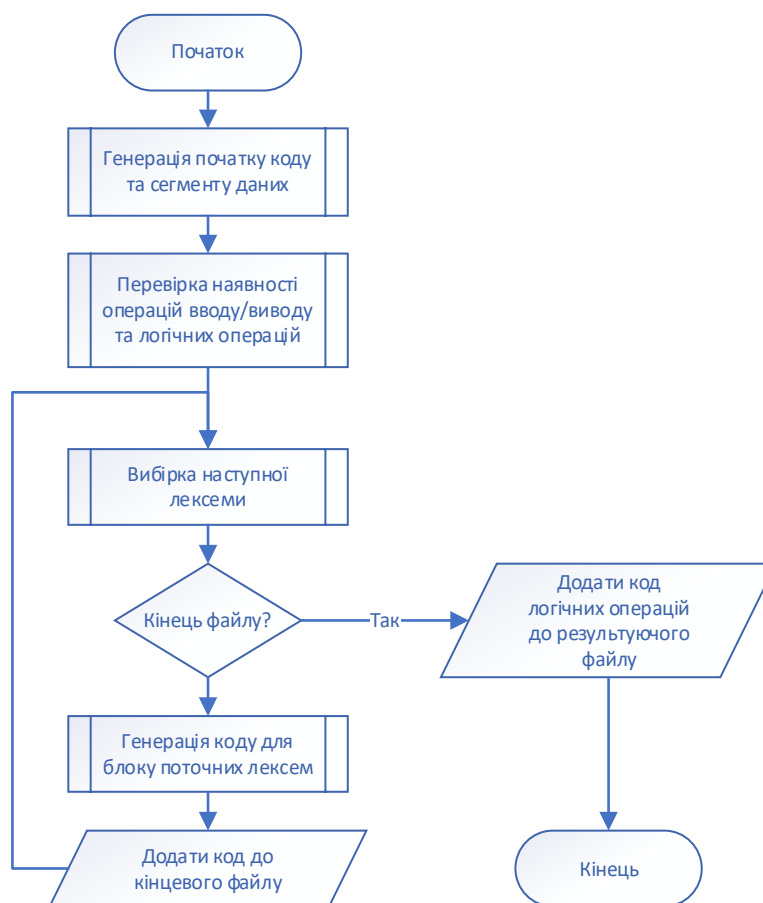 Початок
Генерація початку коду
та сегменту даних
Перевірка наявності
операцій вводу/виводу
та логічних операцій
Вибірка наступної
лексеми
Кінець файлу?
Так
Додати код
логічних операцій
до результуючого
файлу
Генерація коду для
блоку поточних лексем
Додати код до
кінцевого файлу
Кінець